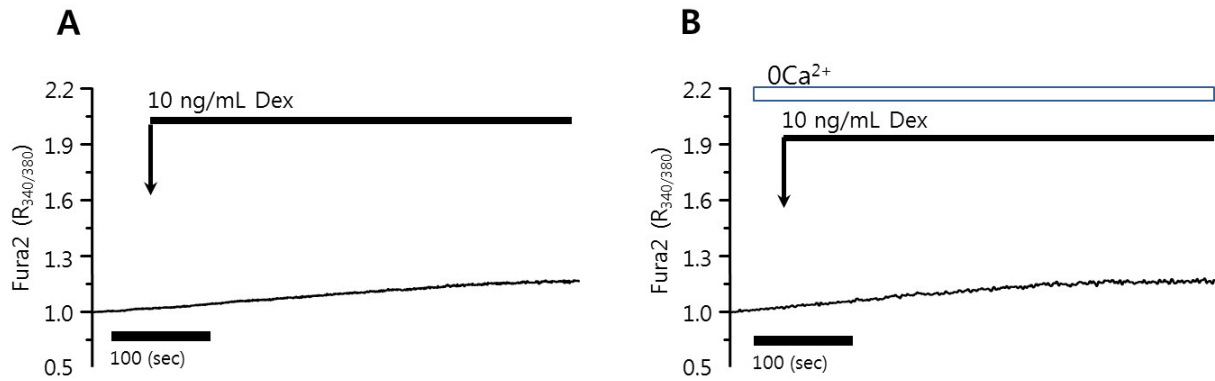 A
2.2
1.9
1.6
1.3
1.0
0.5
Fura2 (R340/380)
10 ng/mL Dex
100 (sec)
B
0Ca²⁺
2.2
1.9
1.6
1.3
1.0
0.5
Fura2 (R340/380)
10 ng/mL Dex
100 (sec)